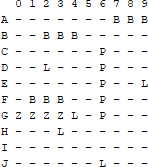 0 1 2 3 4 5 6 7 8 9
A - - - - - - - B B B
B - - B B B - - - - -
C - - - - - - P - - -
D - - L - - - P - - -
E - - - - - - P - - L
F - B B B - - P - - -
G Z Z Z Z L - P - - -
H - - - L - - - - - -
I - - - - - - - - - -
J - - - - - - L - - -